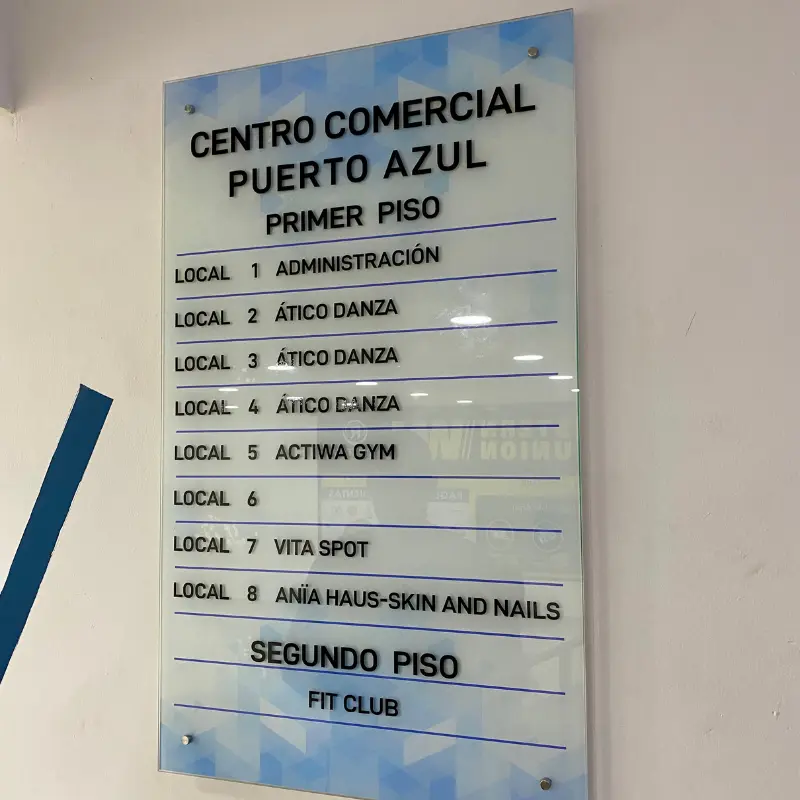 CENTRO COMERCIAL
PUERTO AZUL
PRIMER PISO
LOCAL 1 ADMINISTRACIÓN
LOCAL 2 ÁTICO DANZA
LOCAL 3 ÁTICO DANZA
LOCAL 4 ÁTICO DANZA
LOCAL 5 ACTIWA GYM
LOCAL 6
LOCAL 7 VITA SPOT
LOCAL 8 ANÏA HAUS-SKIN AND NAILS
SEGUNDO PISO
FIT CLUB